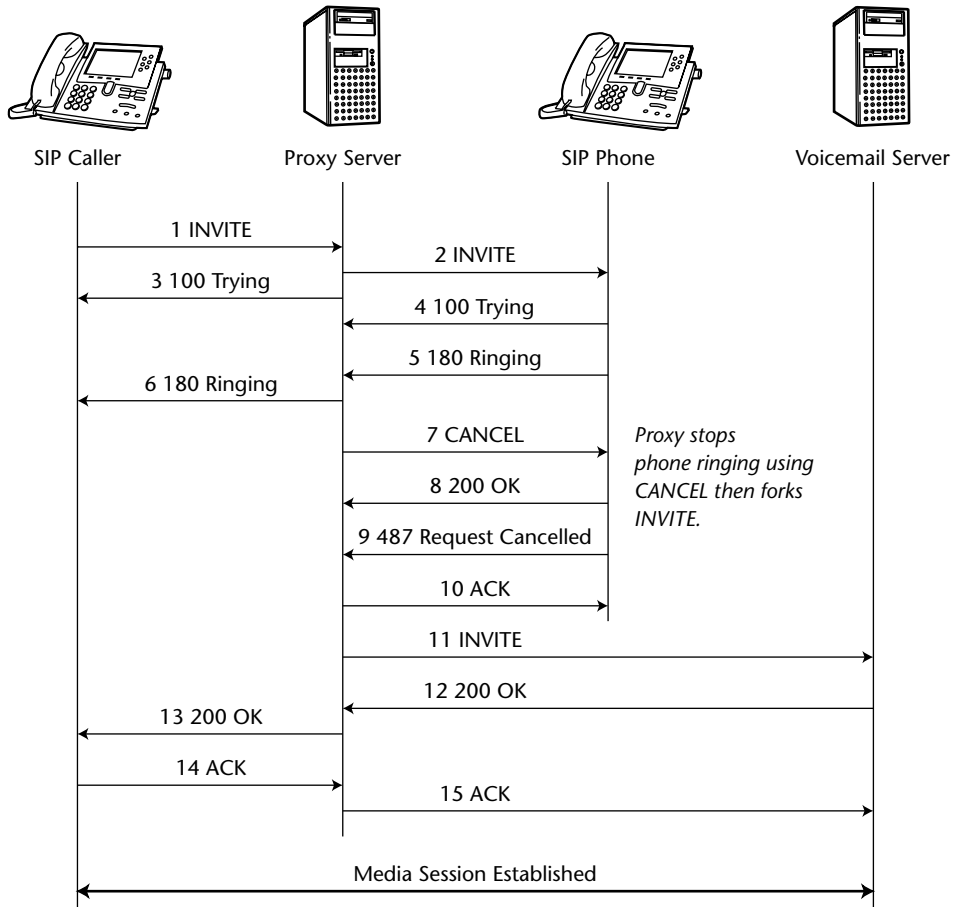 SIP Caller
Proxy Server
SIP Phone
Voicemail Server
1 INVITE
2 INVITE
3 100 Trying
4 100 Trying
5 180 Ringing
6 180 Ringing
7 CANCEL
Proxy stops
phone ringing using
CANCEL then forks
INVITE.
8 200 OK
9 487 Request Cancelled
10 ACK
11 INVITE
12 200 OK
13 200 OK
14 ACK
15 ACK
Media Session Established